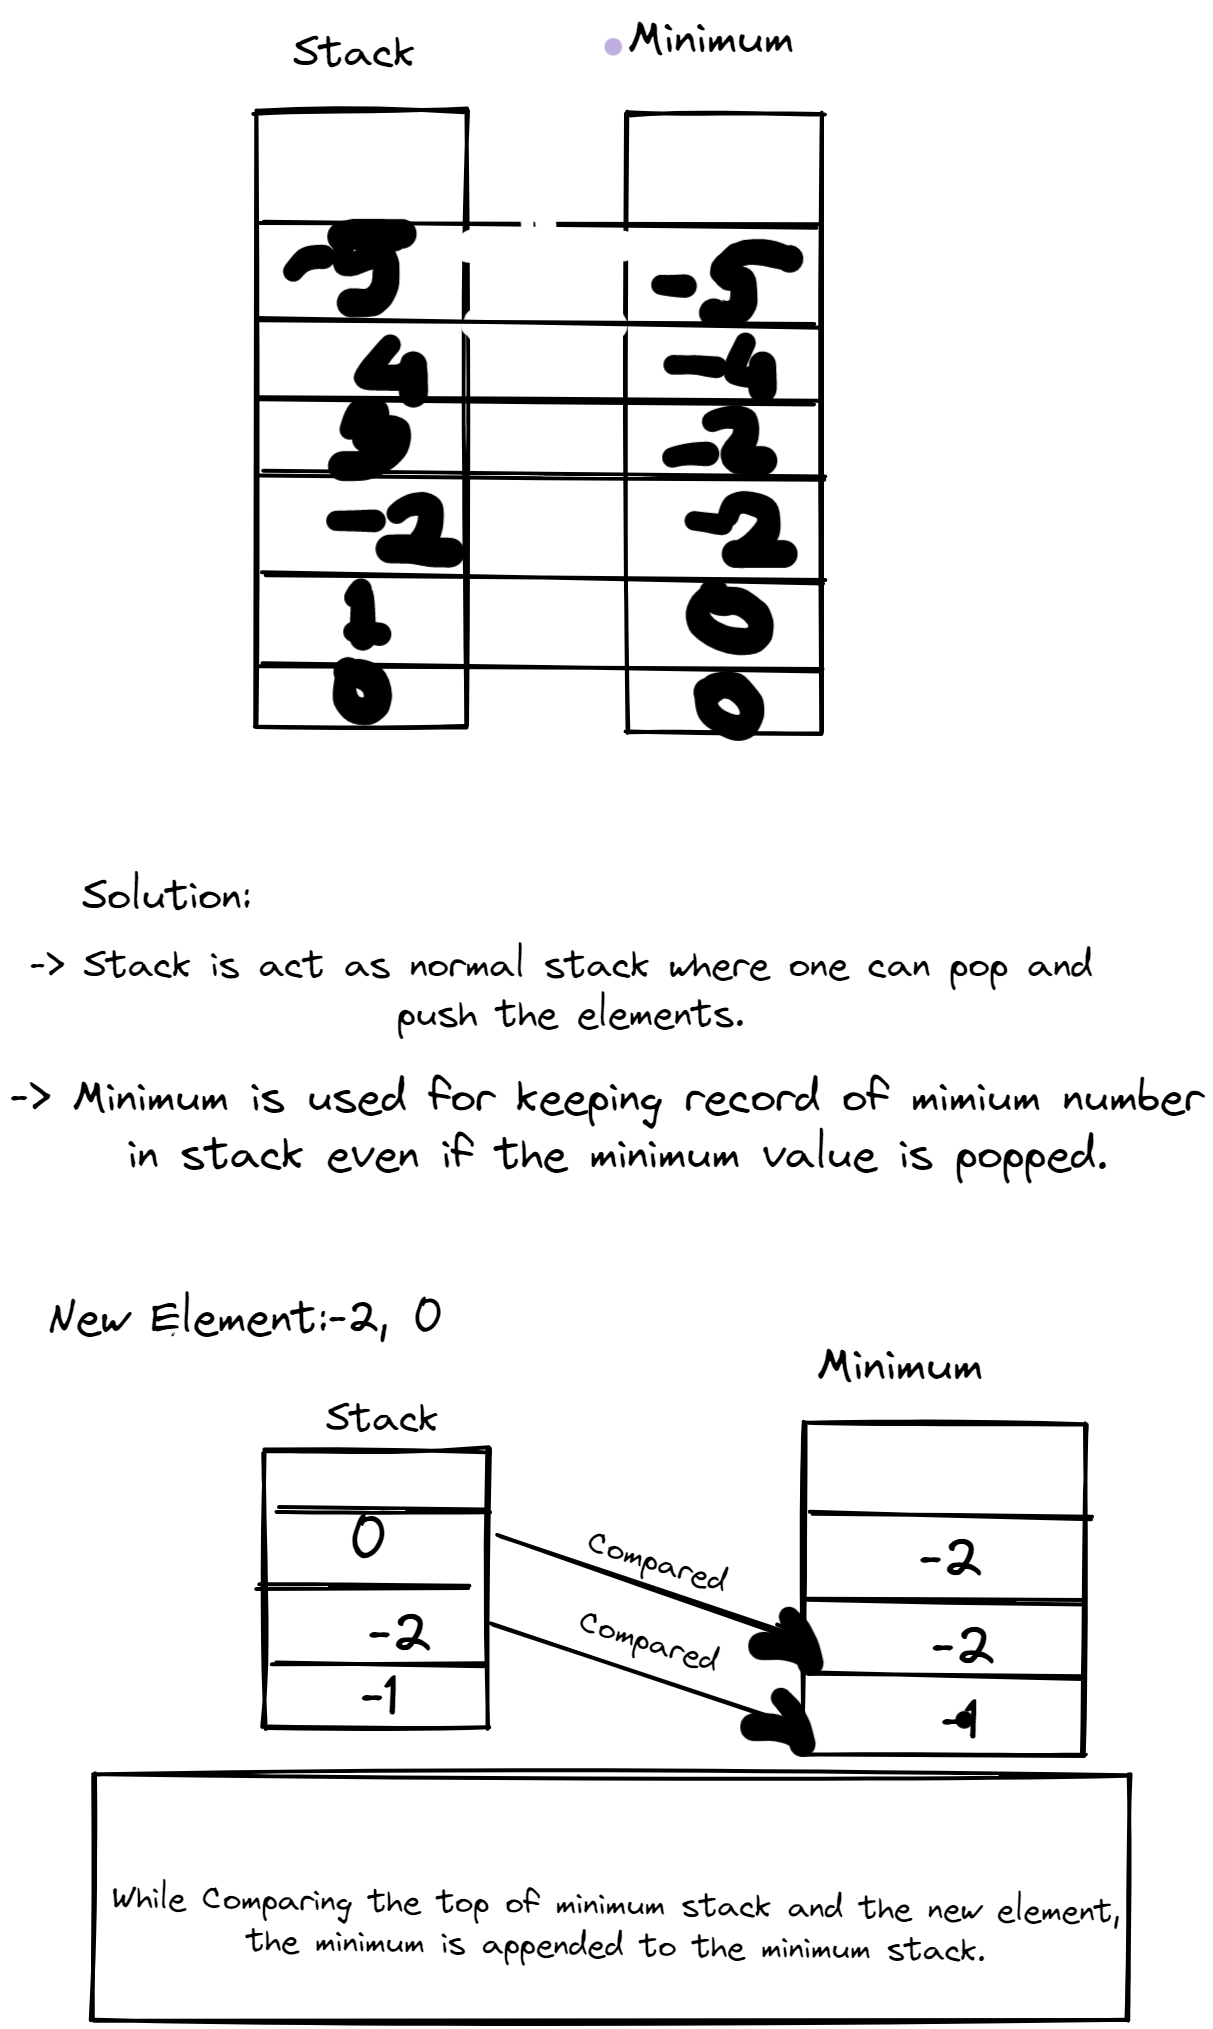 Stack
Minimum
-5
-5
4
-4
3
-2
-2
-2
1
0
0
0
Solution:
-> Stack is act as normal stack where one can pop and
push the elements.
-> Minimum is used for keeping record of mimium number
in stack even if the minimum value is popped.
New Element:-2, 0
Minimum
Stack
0
Compared
-2
-2
Compared
-2
-1
-1
While Comparing the top of minimum stack and the new element,
the minimum is appended to the minimum stack.